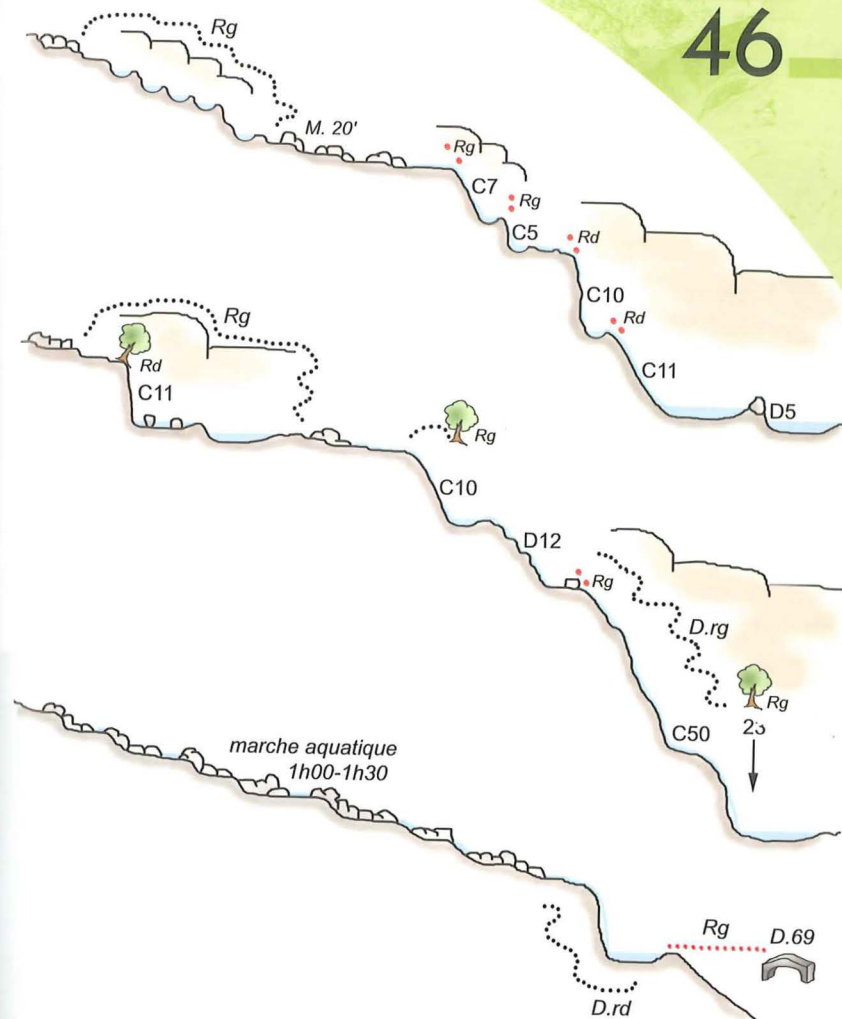 46
Rg
M. 20'
Rg
C7
Rg
C5
Rd
C10
Rd
C11
D5
Rg
Rd
C11
Rg
C10
D12
Rg
D.rg
Rg
C50
marche aquatique
1h00-1h30
Rg
D.69
D.rd